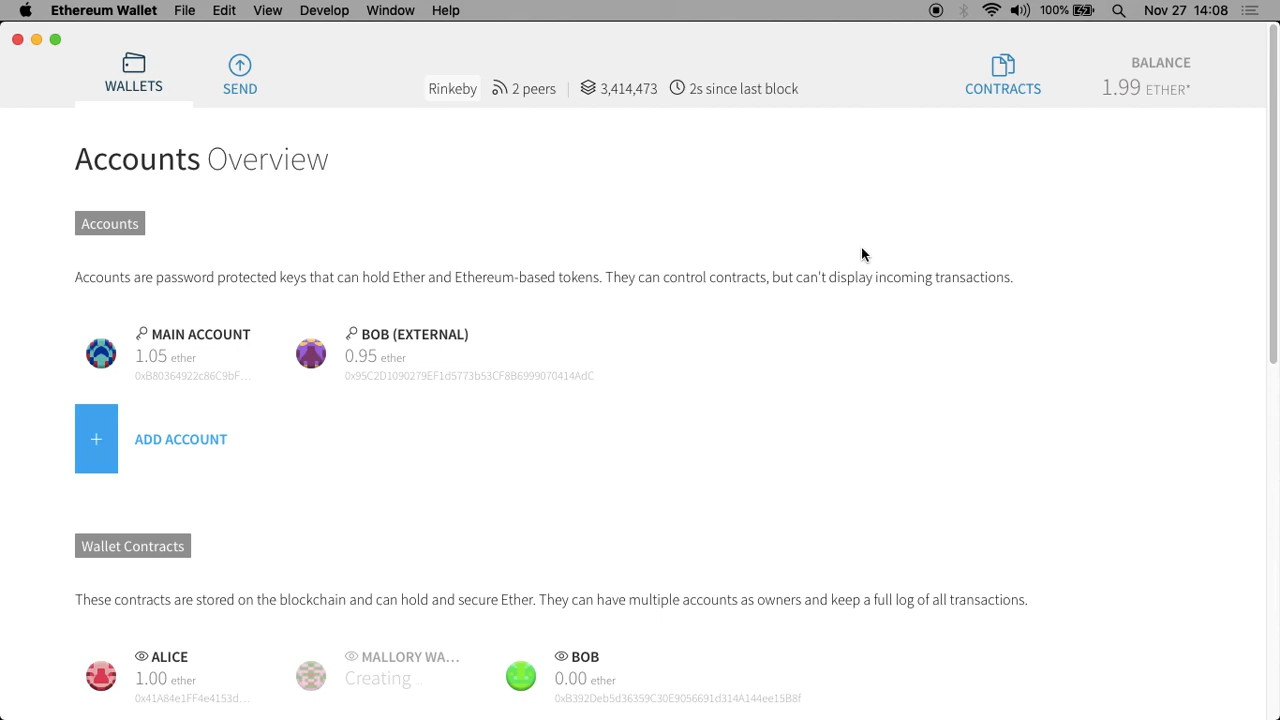 Ethereum Wallet File Edit View Develop Window Help 100% Nov 27 14:08
WALLETS SEND Rinkeby 2 peers 3,414,473 2s since last block CONTRACTS BALANCE
1.99 ETHER*
Accounts Overview
Accounts
Accounts are password protected keys that can hold Ether and Ethereum-based tokens. They can control contracts, but can't display incoming transactions.
MAIN ACCOUNT
1.05 ether
0xB80364922c86C9bF...
BOB (EXTERNAL)
0.95 ether
0x95C2D1090279EF1d5773b53CF8B6999070414AdC
+ ADD ACCOUNT
Wallet Contracts
These contracts are stored on the blockchain and can hold and secure Ether. They can have multiple accounts as owners and keep a full log of all transactions.
ALICE
1.00 ether
0x41A84e1FF4e4153d...
MALLORY WA...
Creating ..
BOB
0.00 ether
0xB392Deb5d36359C30E9056691d314A144ee15B8f